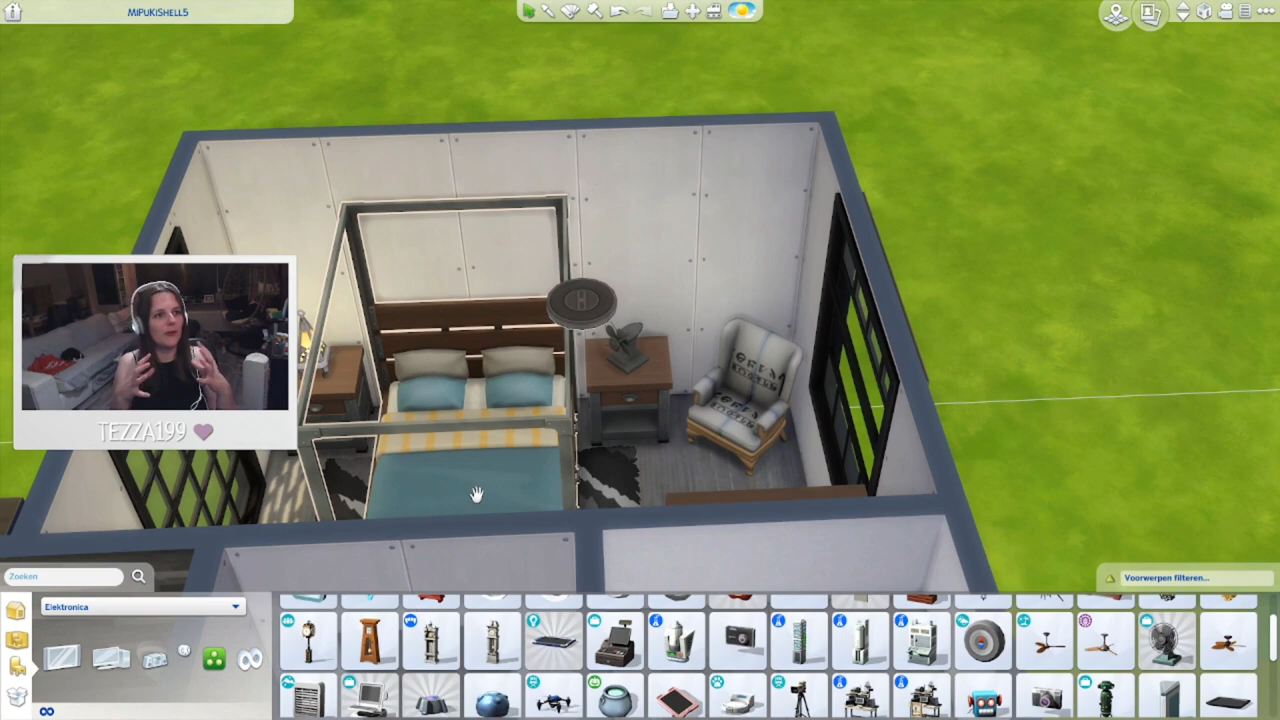 MIPUKISHELL5
TEZZA199
Zoeken
Voorwerpen filteren...
Elektronica